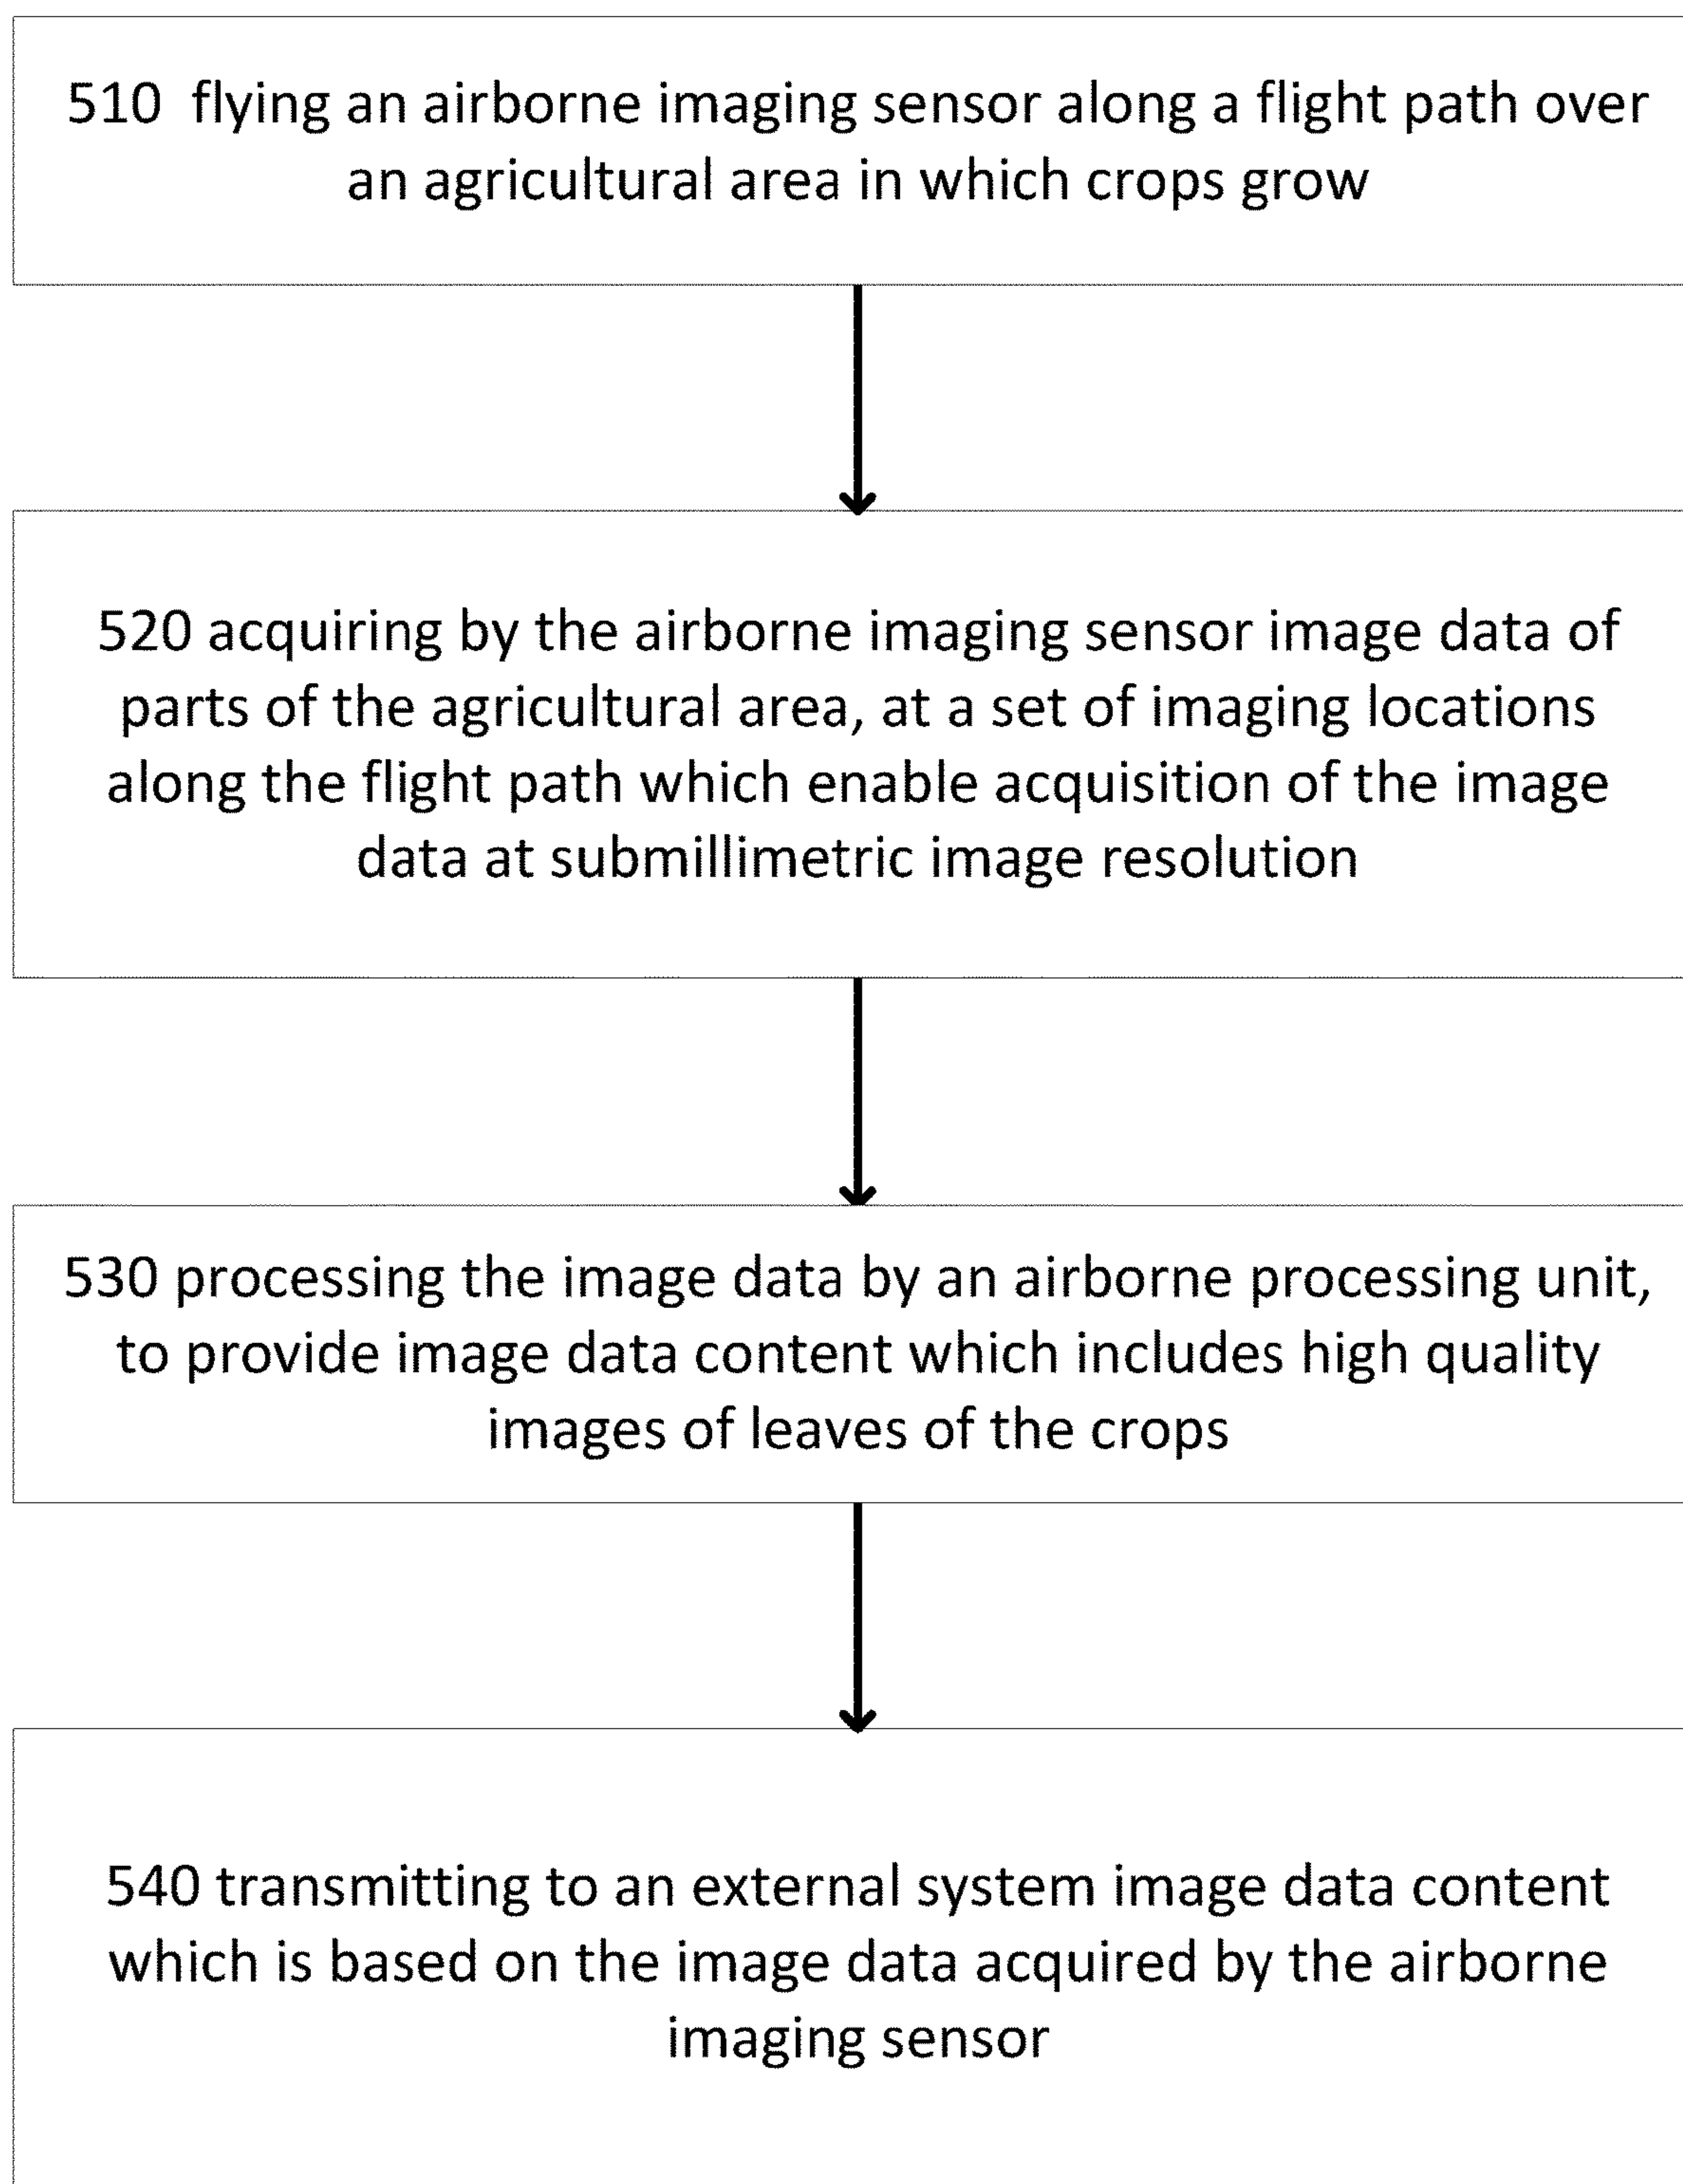 510 flying an airborne imaging sensor along a flight path over
an agricultural area in which crops grow
520 acquiring by the airborne imaging sensor image data of
parts of the agricultural area, at a set of imaging locations
along the flight path which enable acquisition of the image
data at submillimetric image resolution
530 processing the image data by an airborne processing unit,
to provide image data content which includes high quality
images of leaves of the crops
540 transmitting to an external system image data content
which is based on the image data acquired by the airborne
imaging sensor